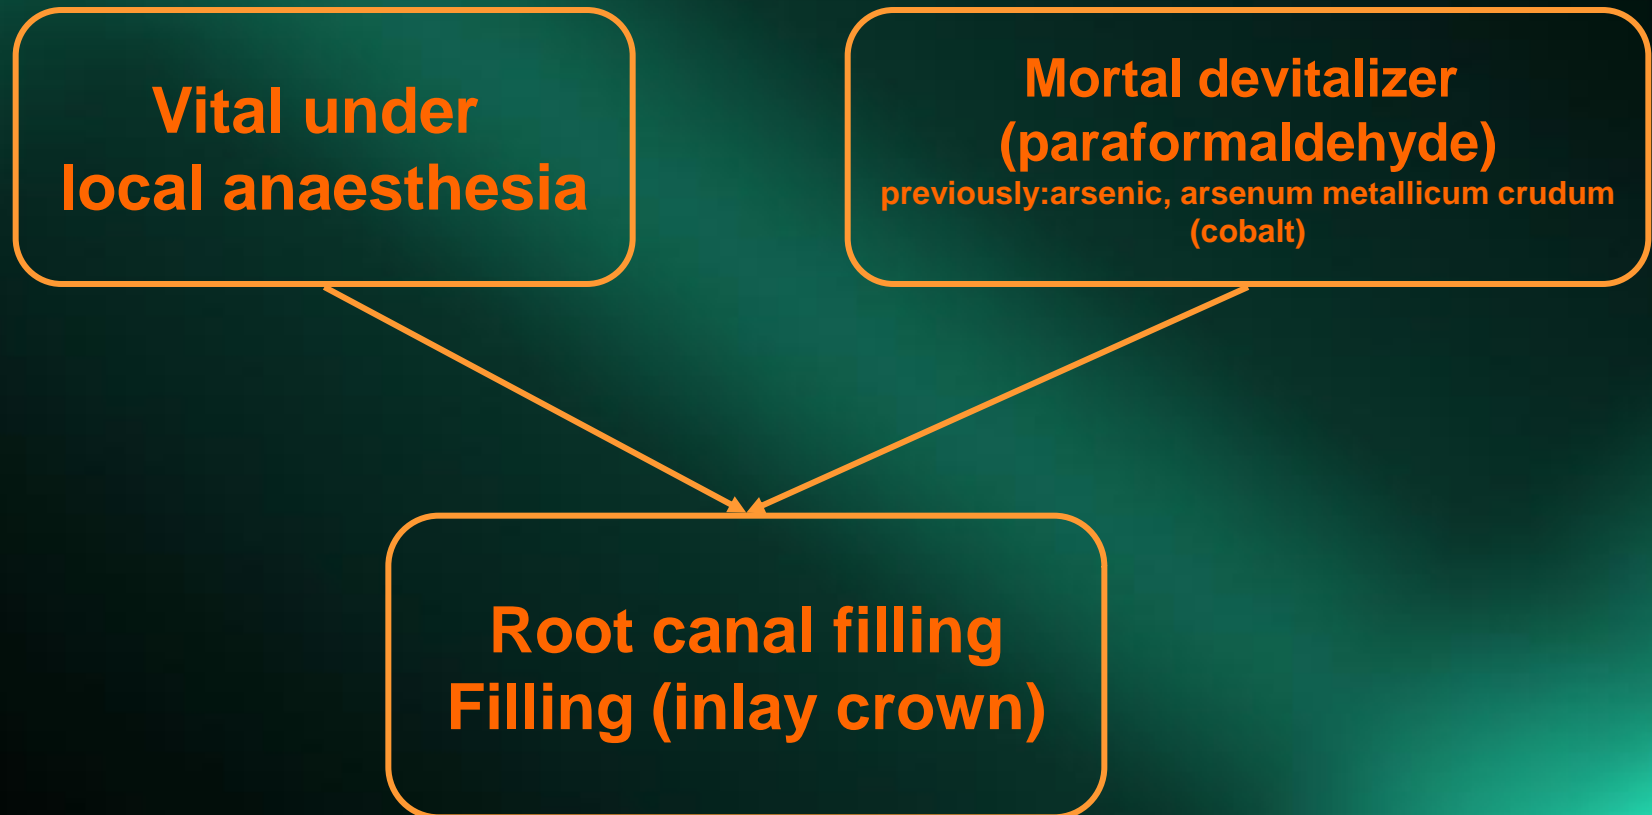 Vital under
local anaesthesia
Mortal devitalizer
(paraformaldehyde)
previously:arsenic, arsenum metallicum crudum
(cobalt)
Root canal filling
Filling (inlay crown)